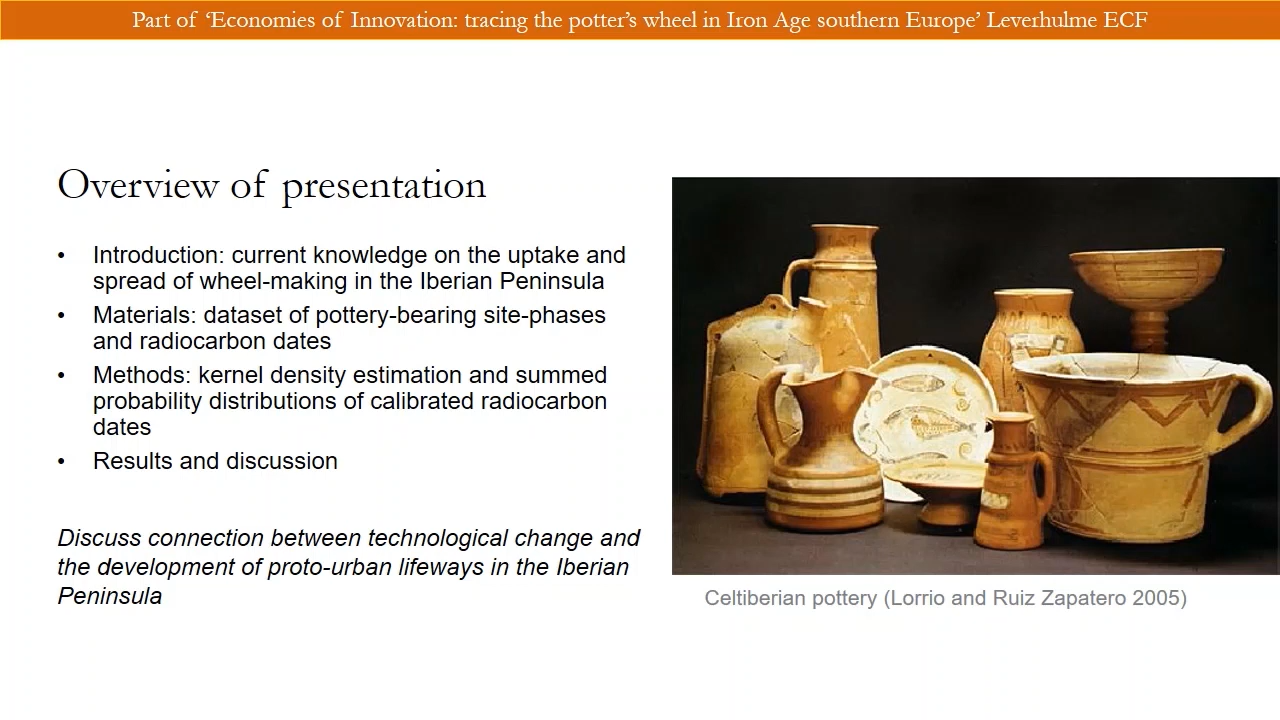 Part of ‘Economies of Innovation: tracing the potter’s wheel in Iron Age southern Europe’ Leverhulme ECF
Overview of presentation
• Introduction: current knowledge on the uptake and
spread of wheel-making in the Iberian Peninsula
• Materials: dataset of pottery-bearing site-phases
and radiocarbon dates
• Methods: kernel density estimation and summed
probability distributions of calibrated radiocarbon
dates
• Results and discussion
Discuss connection between technological change and
the development of proto-urban lifeways in the Iberian
Peninsula
Celtiberian pottery (Lorrio and Ruiz Zapatero 2005)